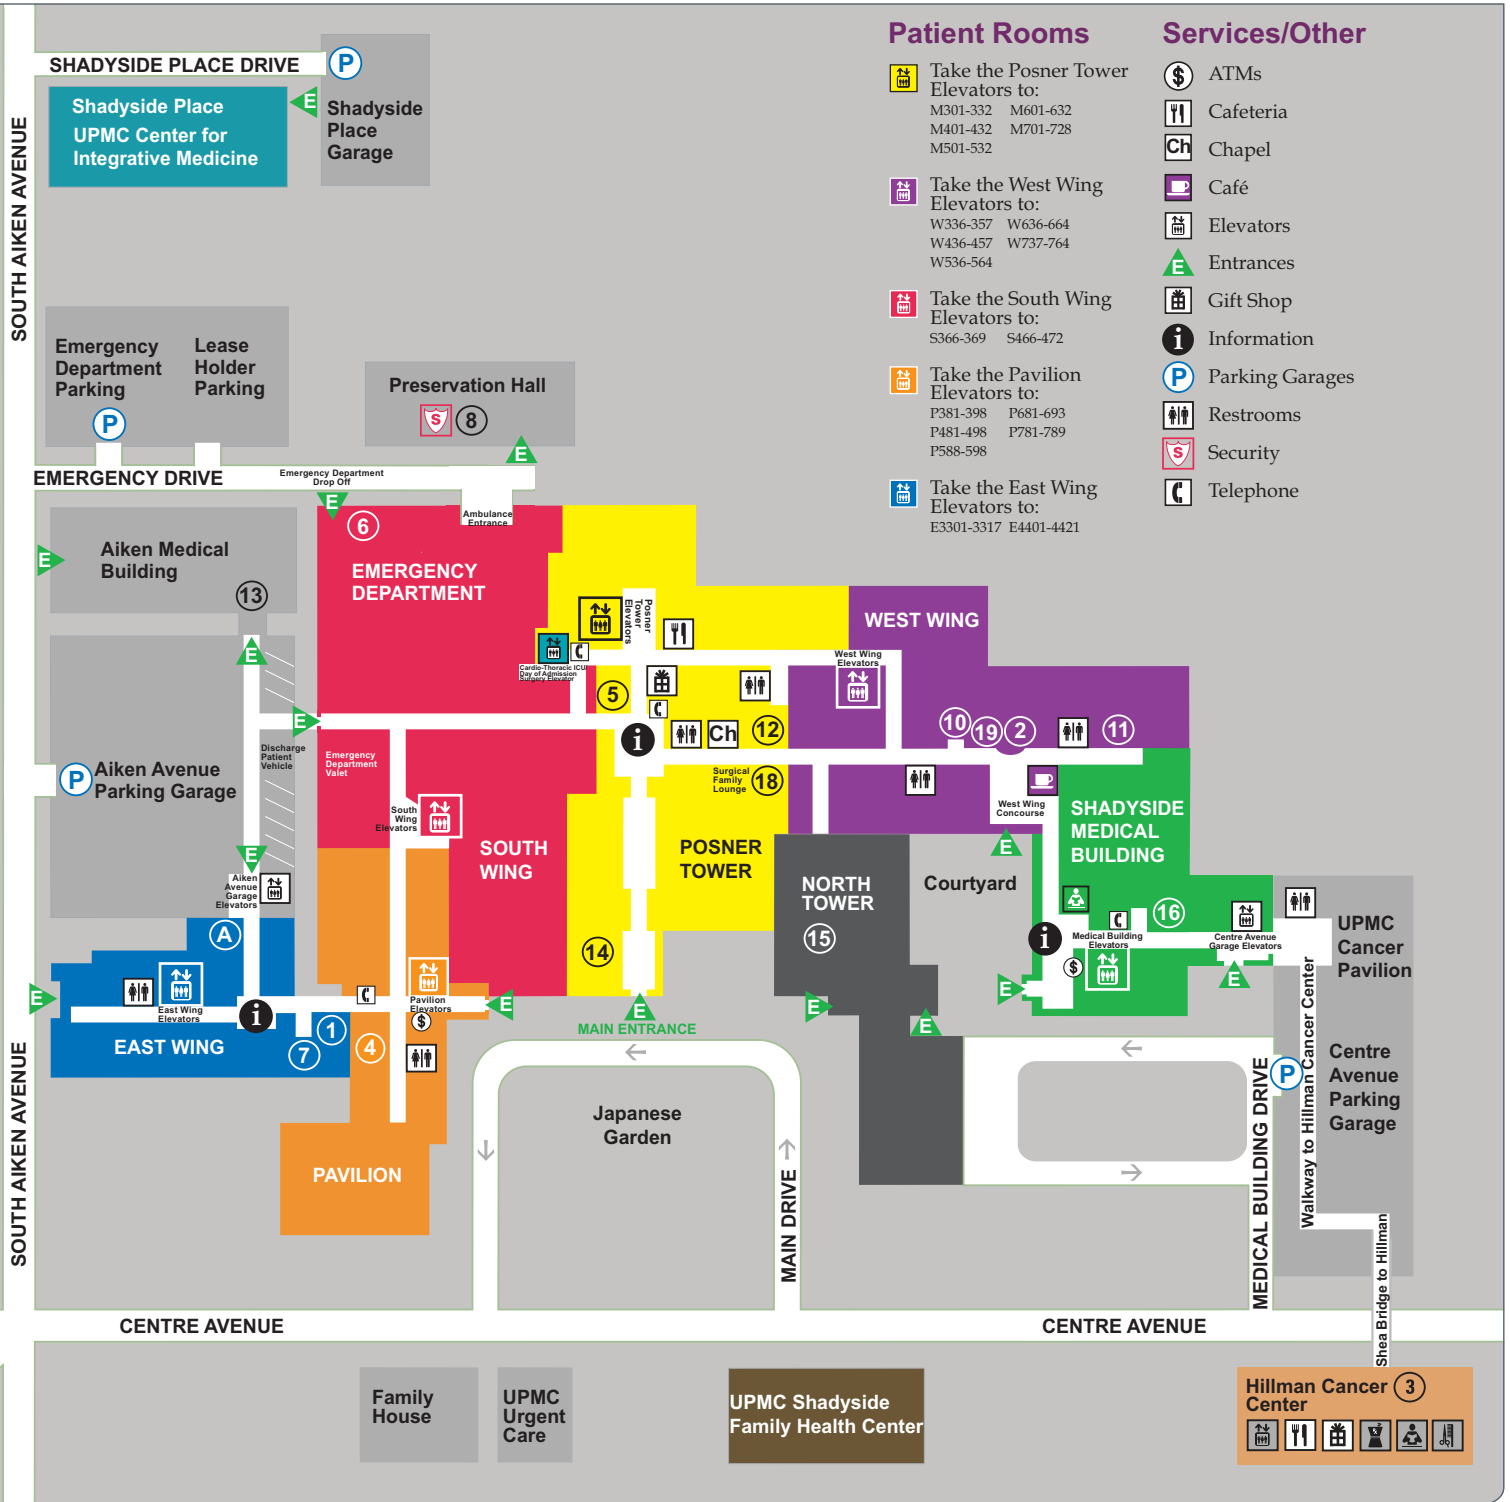 Patient Rooms
Take the Posner Tower
Elevators to:
M301-332 M601-632
M401-432 M701-728
M501-532
Take the West Wing
Elevators to:
W336-357 W636-664
W436-457 W737-764
W536-564
Take the South Wing
Elevators to:
S366-369 S466-472
Take the Pavilion
Elevators to:
P381-398 P681-693
P481-498 P781-789
P588-598
Take the East Wing
Elevators to:
E3301-3317 E4401-4421
Services/Other
$ ATMs
Cafeteria
Ch Chapel
Café
Elevators
E Entrances
Gift Shop
i Information
P Parking Garages
Restrooms
S Security
Telephone
SOUTH AIKEN AVENUE
SHADYSIDE PLACE DRIVE
P
Shadyside Place
UPMC Center for
Integrative Medicine
E
Shadyside
Place
Garage
Emergency
Department
Parking
P
Lease
Holder
Parking
Preservation Hall
S 8
E
EMERGENCY DRIVE
Emergency Department
Drop Off
E
6
Ambulance
Entrance
E
Aiken Medical
Building
13
E
EMERGENCY
DEPARTMENT
Posner
Tower
Elevators
Cardio-Thoracic ICU
Day of Admission
Surgery Elevator
5
WEST WING
West Wing
Elevators
E
Discharge
Patient
Vehicle
Emergency
Department
Valet
P
Aiken Avenue
Parking Garage
i
Ch
12
Surgical
Family
Lounge
18
10
19
2
11
West Wing
Concourse
South
Wing
Elevators
SOUTH
WING
POSNER
TOWER
E
SHADYSIDE
MEDICAL
BUILDING
E
Aiken
Avenue
Garage
Elevators
NORTH
TOWER
15
Courtyard
A
14
i
Medical Building
Elevators
16
Centre Avenue
Garage Elevators
E
$
E
UPMC
Cancer
Pavilion
E
East Wing
Elevators
i
EAST WING
1
7
4
Pavilion
Elevators
$
E
E
MAIN ENTRANCE
E
E
PAVILION
Japanese
Garden
MAIN DRIVE
MEDICAL BUILDING DRIVE
P
Walkway to Hillman Cancer Center
Centre
Avenue
Parking
Garage
Shea Bridge to Hillman
SOUTH AIKEN AVENUE
CENTRE AVENUE
CENTRE AVENUE
Family
House
UPMC
Urgent
Care
UPMC Shadyside
Family Health Center
Hillman Cancer 3
Center